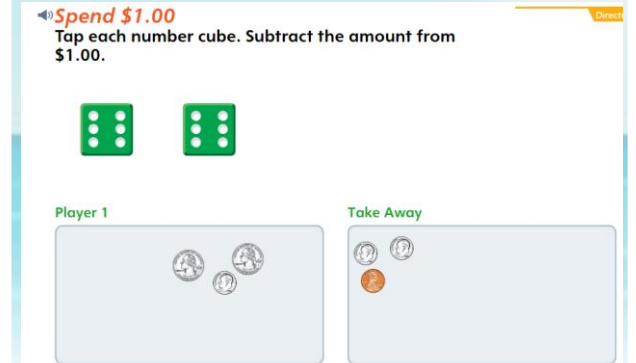 Spend $1.00
Direct
Tap each number cube. Subtract the amount from
$1.00.
Player 1
Take Away